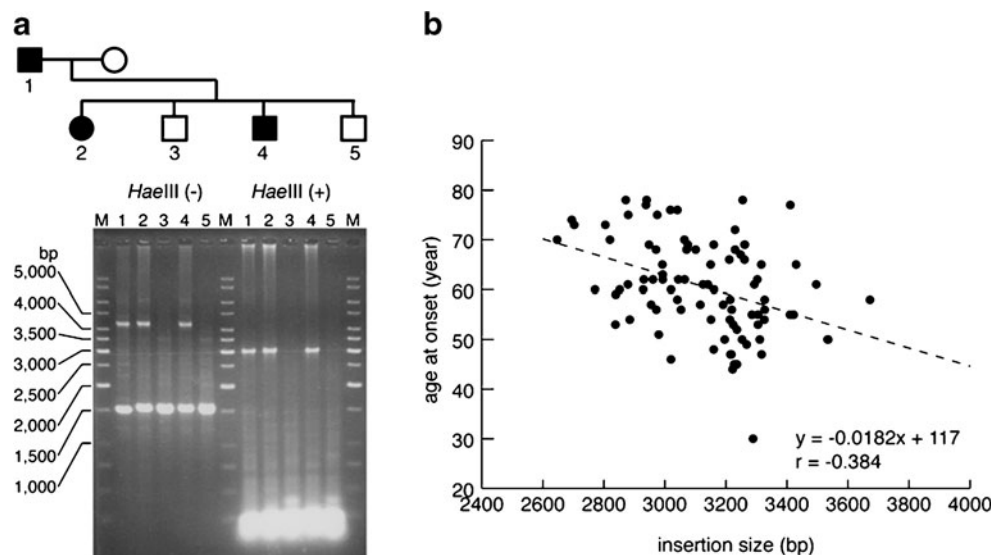 a
1
2 3 4 5
HaeIII (-) HaeIII (+)
M 1 2 3 4 5 M 1 2 3 4 5 M
bp
5,000
4,000
3,500
3,000
2,500
2,000
1,500
1,000
b
90
80
70
60
50
40
30
20
age at onset (year)
y = -0.0182x + 117
r = -0.384
2400 2600 2800 3000 3200 3400 3600 3800 4000
insertion size (bp)